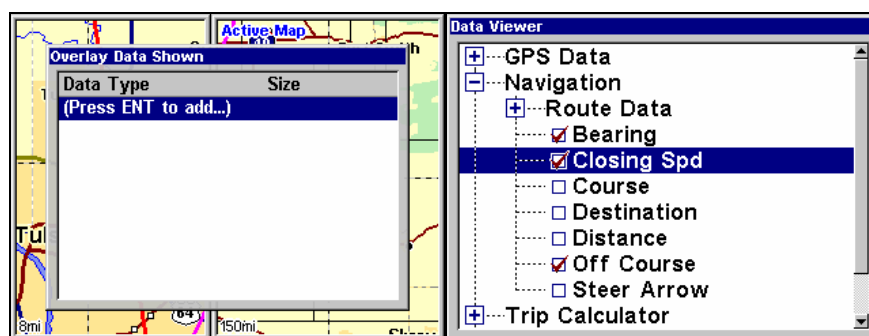 Active Map
Overlay Data Shown
Data Type Size
(Press ENT to add...)
8mi
64
150mi
Data Viewer
GPS Data
Navigation
Route Data
Bearing
Closing Spd
Course
Destination
Distance
Off Course
Steer Arrow
Trip Calculator